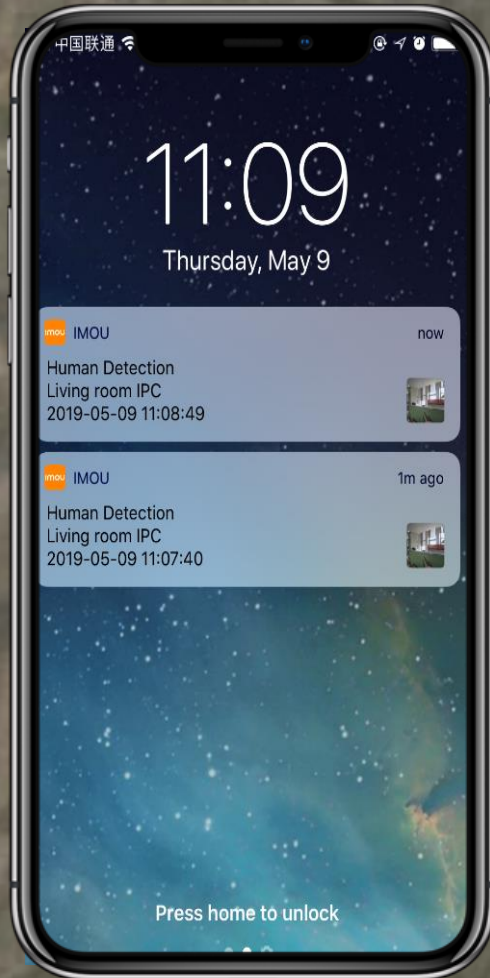 中国联通
11:09
Thursday, May 9
imou IMOU now
Human Detection
Living room IPC
2019-05-09 11:08:49
imou IMOU 1m ago
Human Detection
Living room IPC
2019-05-09 11:07:40
Press home to unlock